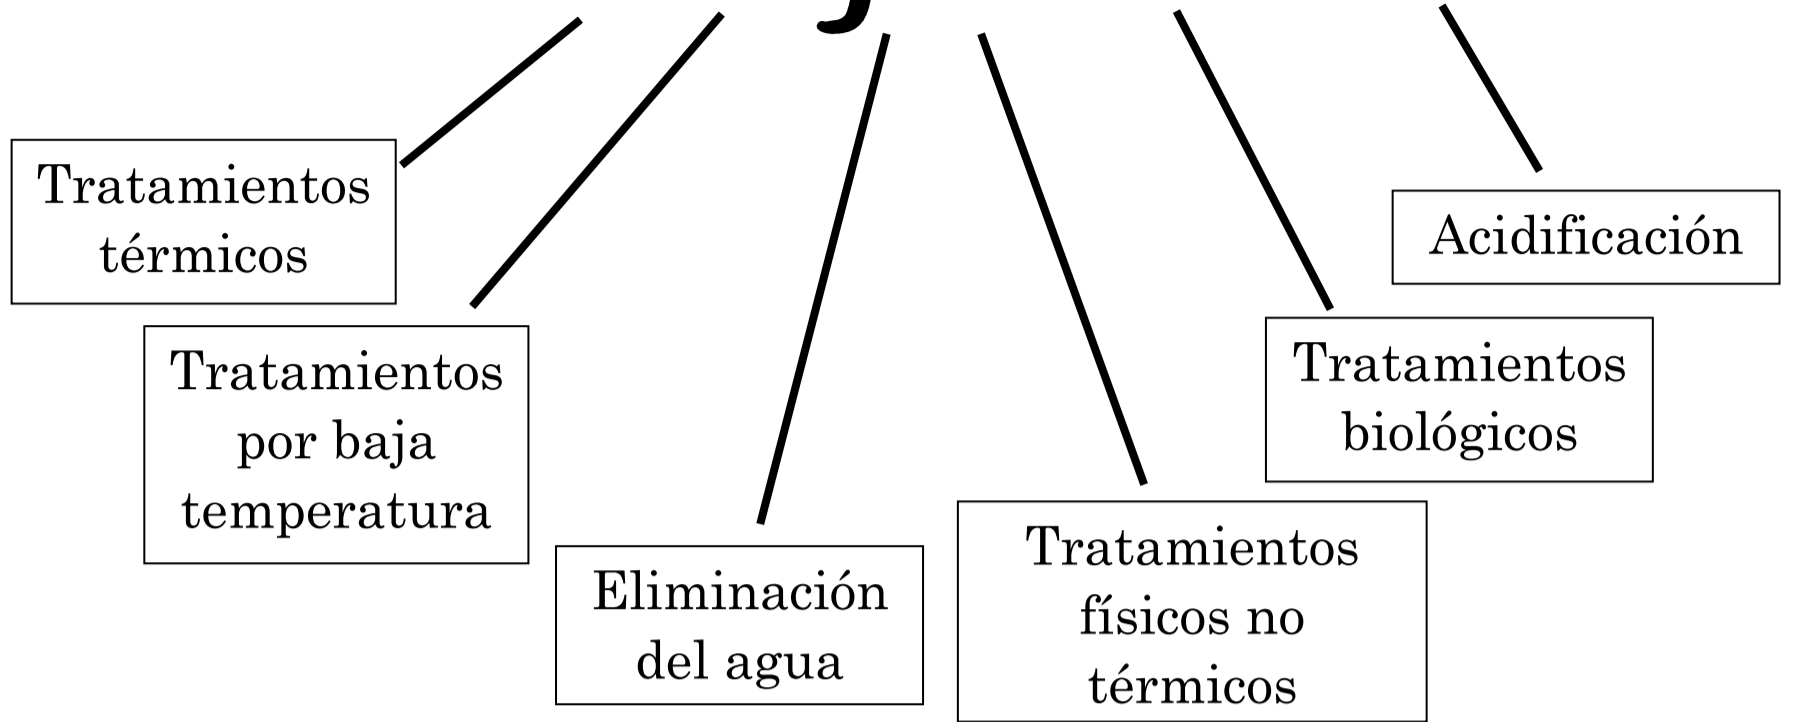 Tratamientos
térmicos
Tratamientos
por baja
temperatura
Eliminación
del agua
Tratamientos
físicos no
térmicos
Tratamientos
biológicos
Acidificación